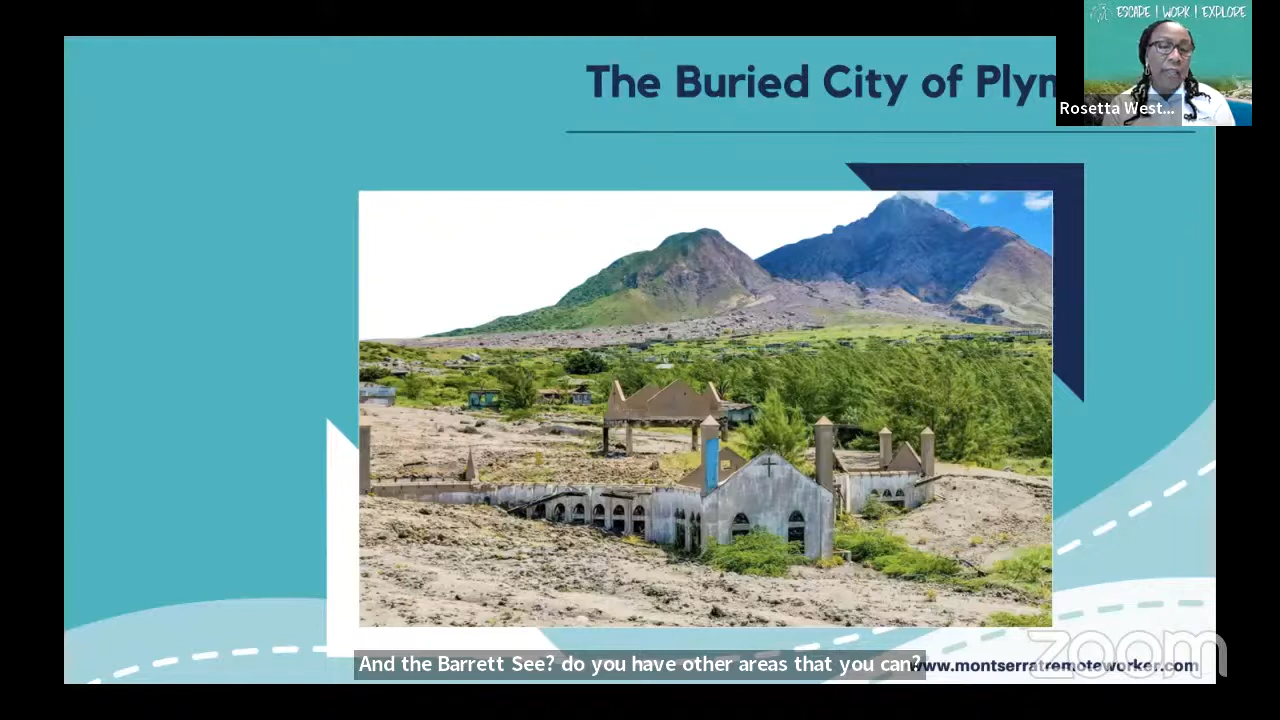 ESCAPE | WORK | EXPLORE
The Buried City of Plym
Rosetta West...
And the Barrett See? do you have other areas that you can?
www.montserratremoteworker.com
zoom